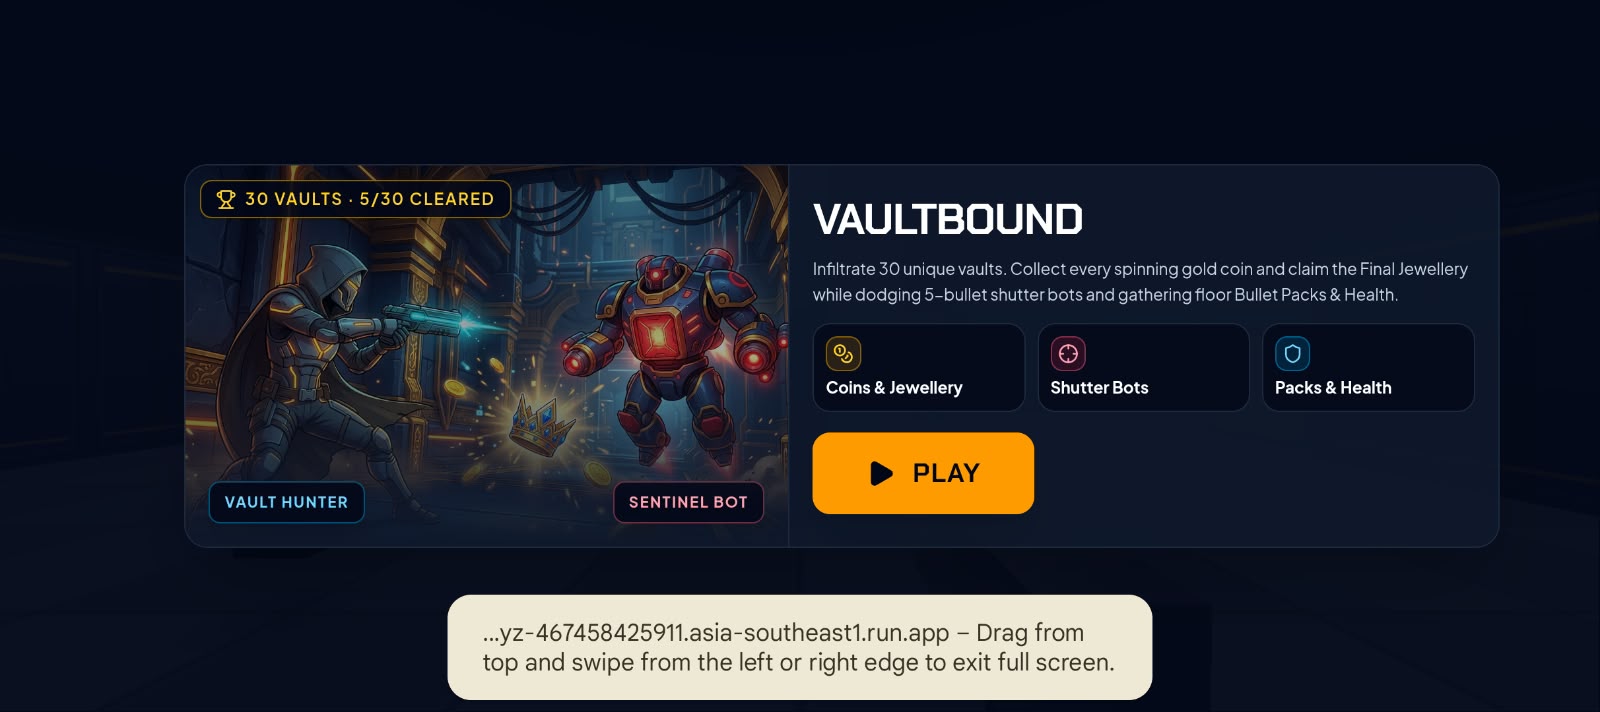 30 VAULTS · 5/30 CLEARED
VAULT HUNTER
SENTINEL BOT
VAULTBOUND
Infiltrate 30 unique vaults. Collect every spinning gold coin and claim the Final Jewellery
while dodging 5-bullet shutter bots and gathering floor Bullet Packs & Health.
Coins & Jewellery
Shutter Bots
Packs & Health
PLAY
...yz-467458425911.asia-southeast1.run.app – Drag from
top and swipe from the left or right edge to exit full screen.